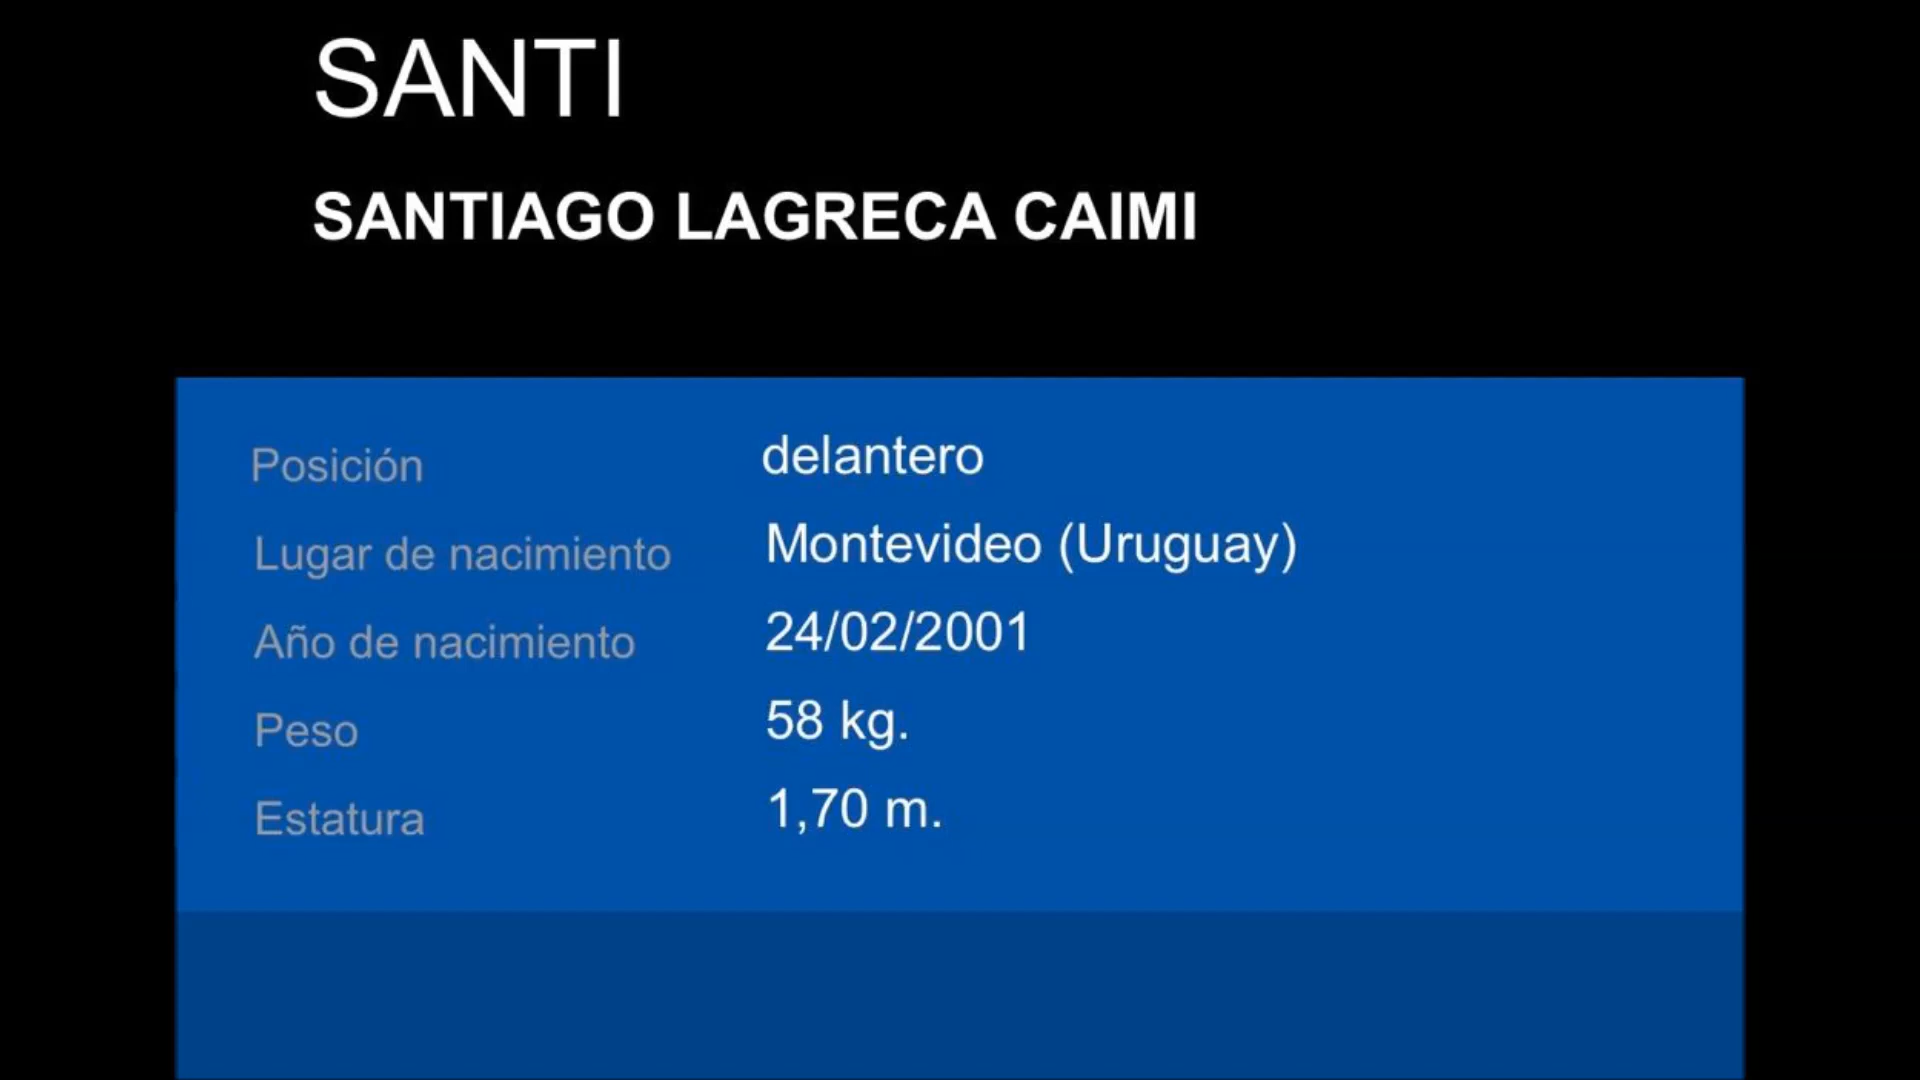 SANTI
SANTIAGO LAGRECA CAIMI
Posición delantero
Lugar de nacimiento Montevideo (Uruguay)
Año de nacimiento 24/02/2001
Peso 58 kg.
Estatura 1,70 m.